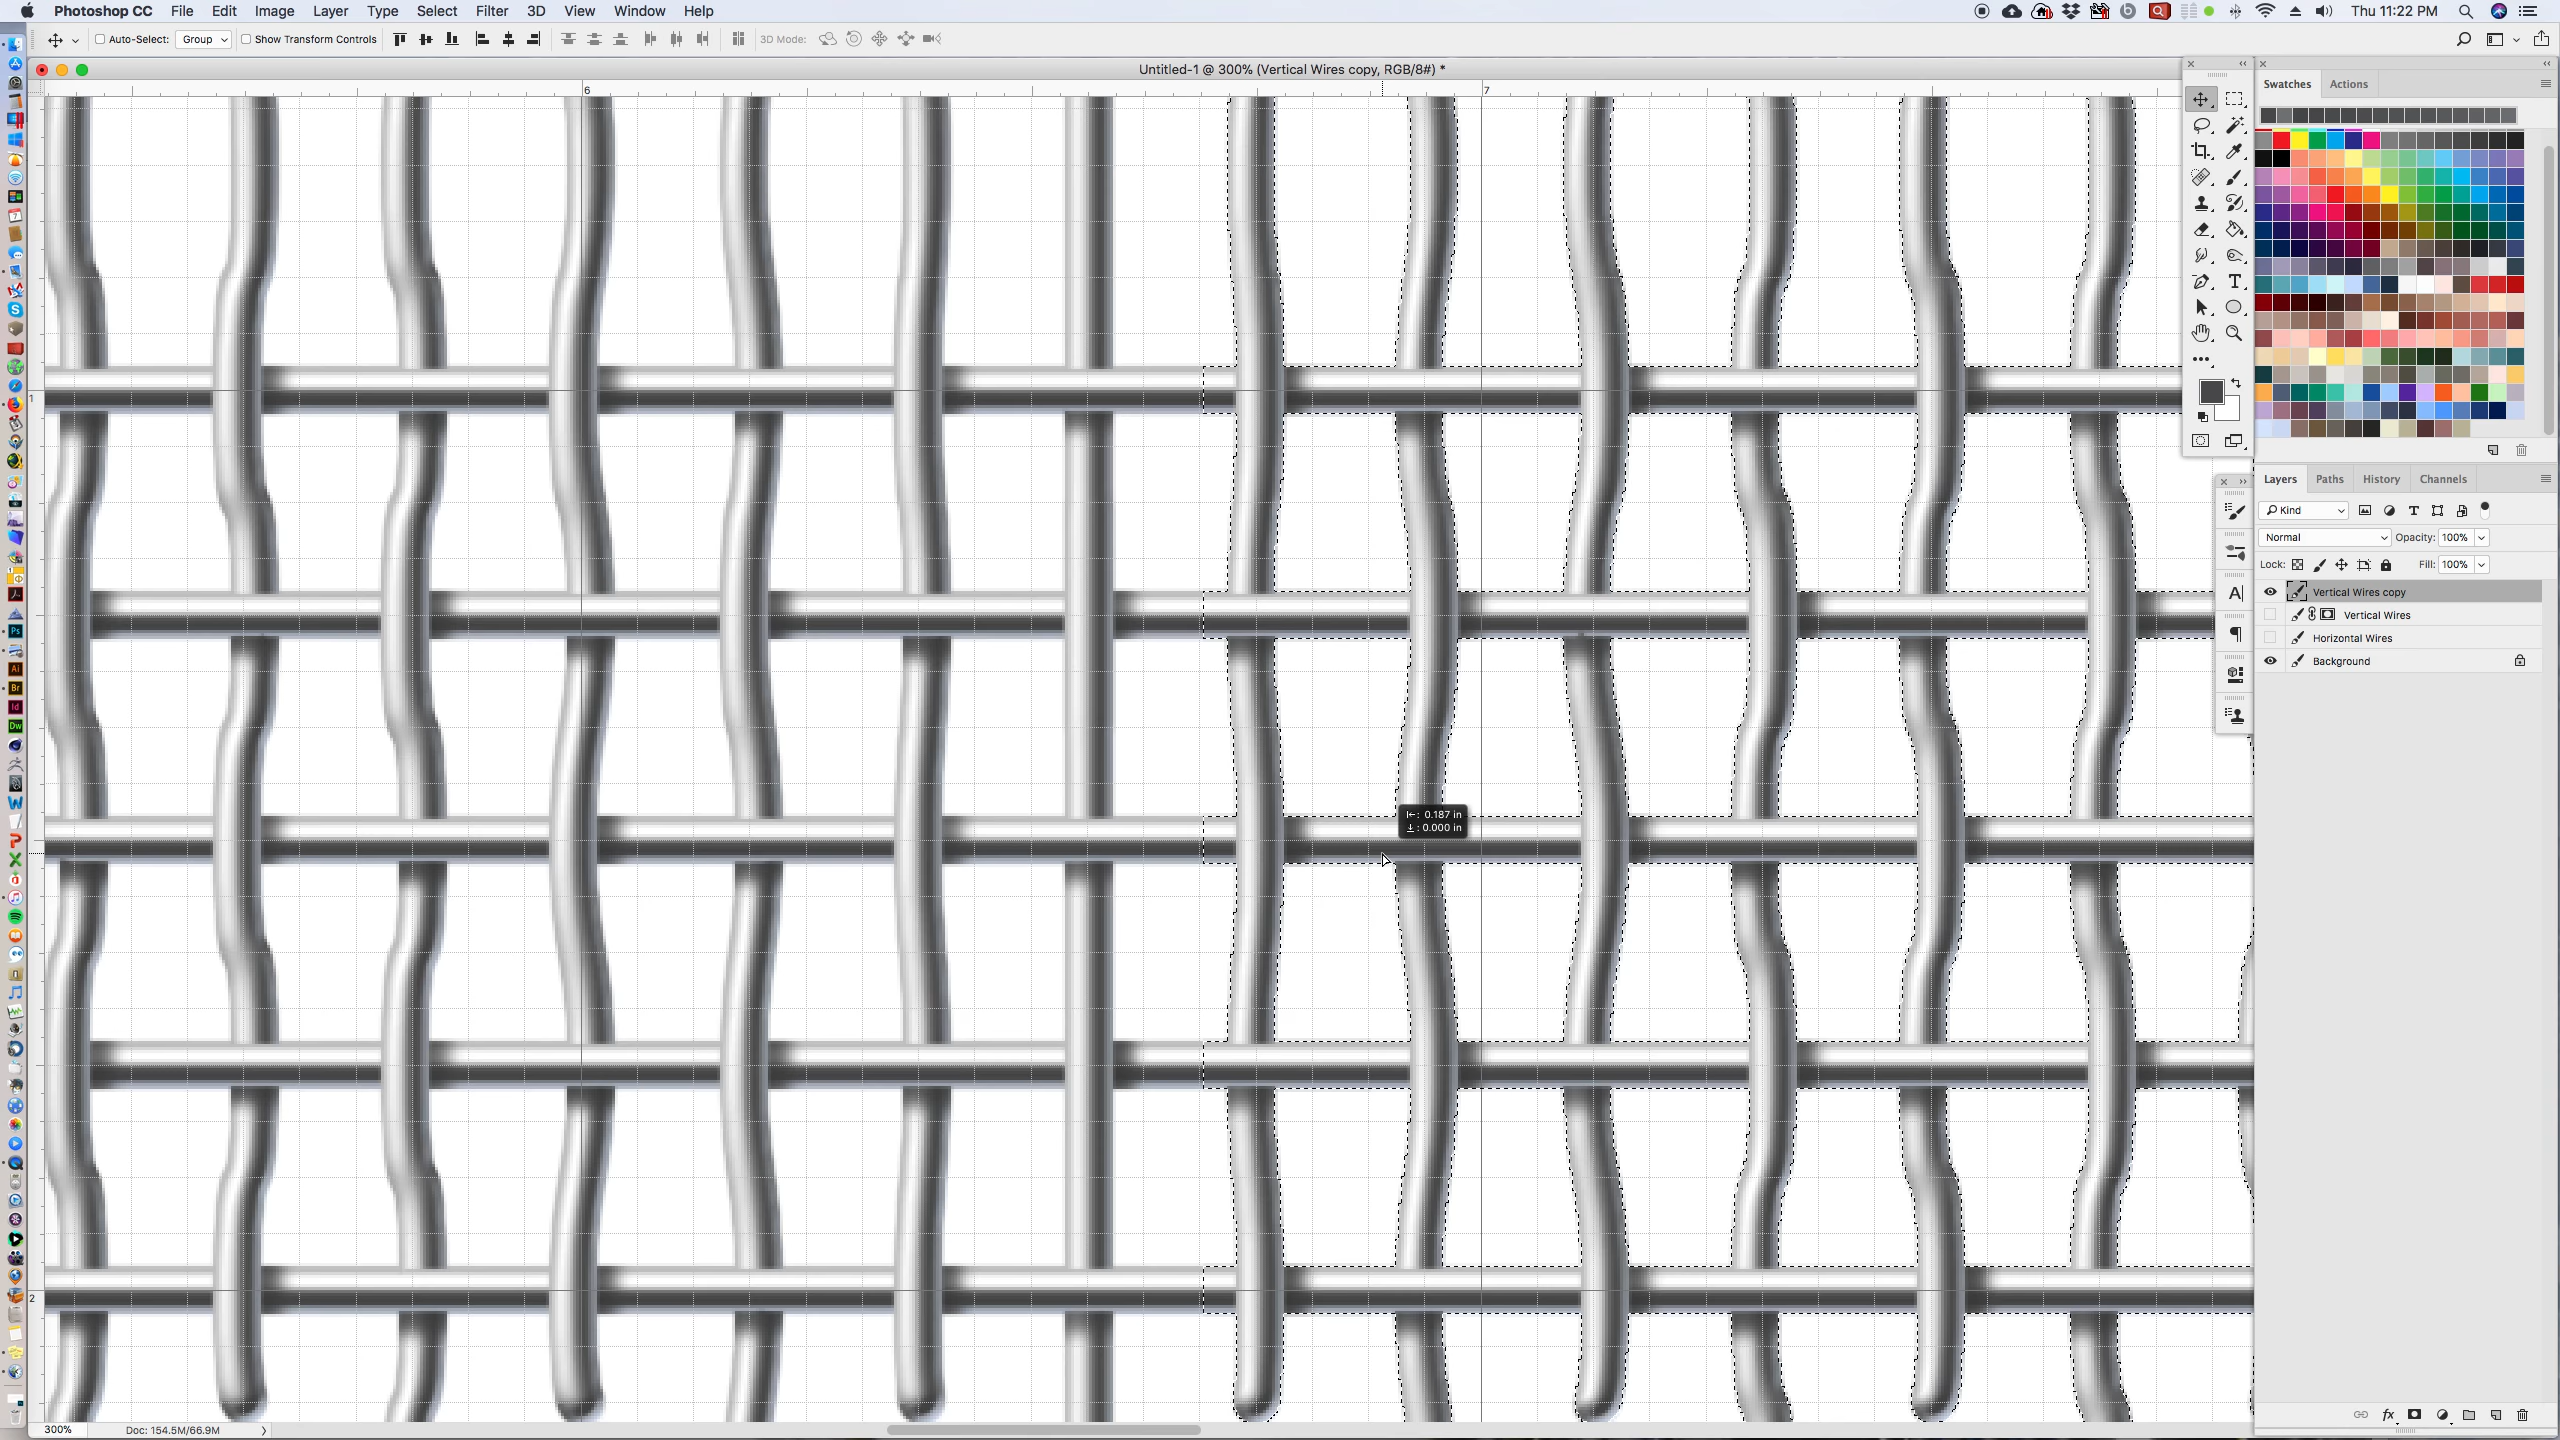 Photoshop CC File Edit Image Layer Type Select Filter 3D View Window Help Thu 11:22 PM
Auto-Select: Group Show Transform Controls 3D Mode:
Untitled-1 @ 300% (Vertical Wires copy, RGB/8#) *
6 7
1
2
0.187 in
: 0.000 in
300% Doc: 154.5M/66.9M
Swatches Actions
Layers Paths History Channels
Kind
Normal Opacity: 100%
Lock: Fill: 100%
Vertical Wires copy
Vertical Wires
Horizontal Wires
Background
fx